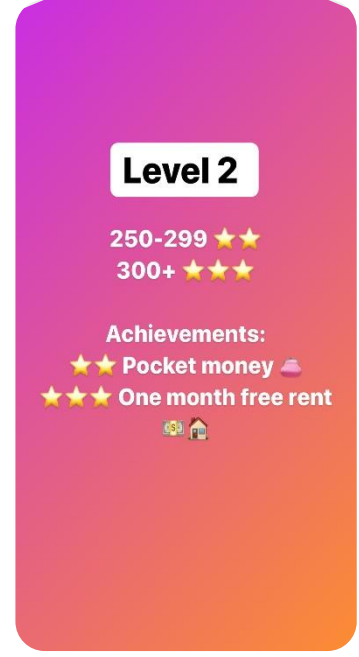 Level 2
250-299 ⭐⭐
300+ ⭐⭐⭐
Achievements:
⭐⭐ Pocket money 👛
⭐⭐⭐ One month free rent
💵🏠